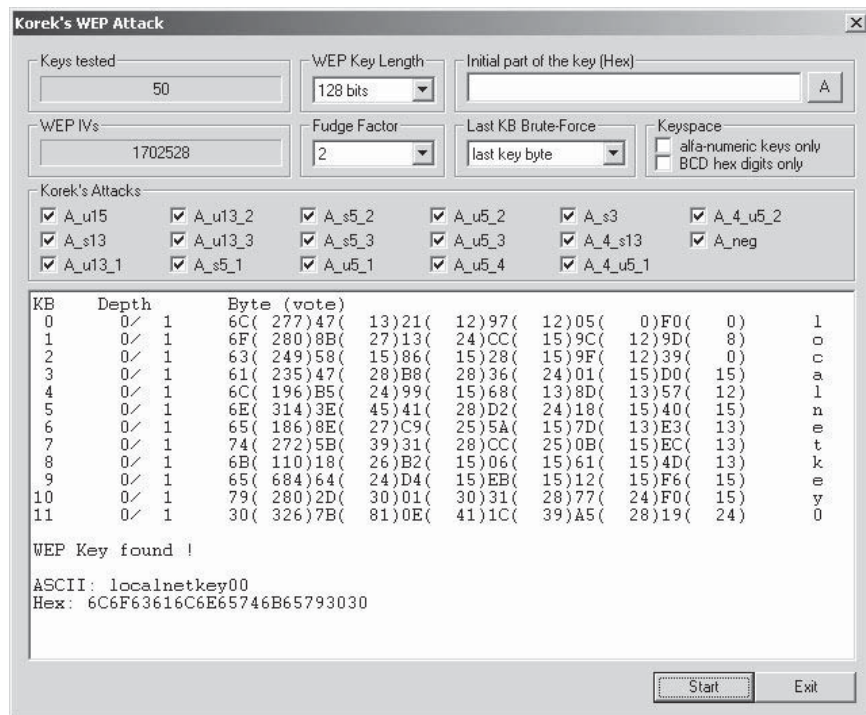 Korek's WEP Attack
Keys tested
50
WEP Key Length
128 bits
Initial part of the key (Hex)
A
WEP IVs
1702528
Fudge Factor
2
Last KB Brute-Force
last key byte
Keyspace
alfa-numeric keys only
BCD hex digits only
Korek's Attacks
A_u15 A_u13_2 A_s5_2 A_u5_2 A_s3 A_4_u5_2
A_s13 A_u13_3 A_s5_3 A_u5_3 A_4_s13 A_neg
A_u13_1 A_s5_1 A_u5_1 A_u5_4 A_4_u5_1
KB Depth Byte (vote)
0 0/ 1 6C( 277)47( 13)21( 12)97( 12)05( 0)F0( 0) l
1 0/ 1 6F( 280)8B( 27)13( 24)CC( 15)9C( 12)9D( 8) o
2 0/ 1 63( 249)58( 15)86( 15)28( 15)9F( 12)39( 0) c
3 0/ 1 61( 235)47( 28)B8( 28)36( 24)01( 15)D0( 15) a
4 0/ 1 6C( 196)B5( 24)99( 15)68( 13)8D( 13)57( 12) l
5 0/ 1 6E( 314)3E( 45)41( 28)D2( 24)18( 15)40( 15) n
6 0/ 1 65( 186)8E( 27)C9( 25)5A( 15)7D( 13)E3( 13) e
7 0/ 1 74( 272)5B( 39)31( 28)CC( 25)0B( 15)EC( 13) t
8 0/ 1 6B( 110)18( 26)B2( 15)06( 15)61( 15)4D( 13) k
9 0/ 1 65( 684)64( 24)D4( 15)EB( 15)12( 15)F6( 15) e
10 0/ 1 79( 280)2D( 30)01( 30)31( 28)77( 24)F0( 15) y
11 0/ 1 30( 326)7B( 81)0E( 41)1C( 39)A5( 28)19( 24) 0
WEP Key found !
ASCII: localnetkey00
Hex: 6C6F63616C6E65746B65793030
Start Exit